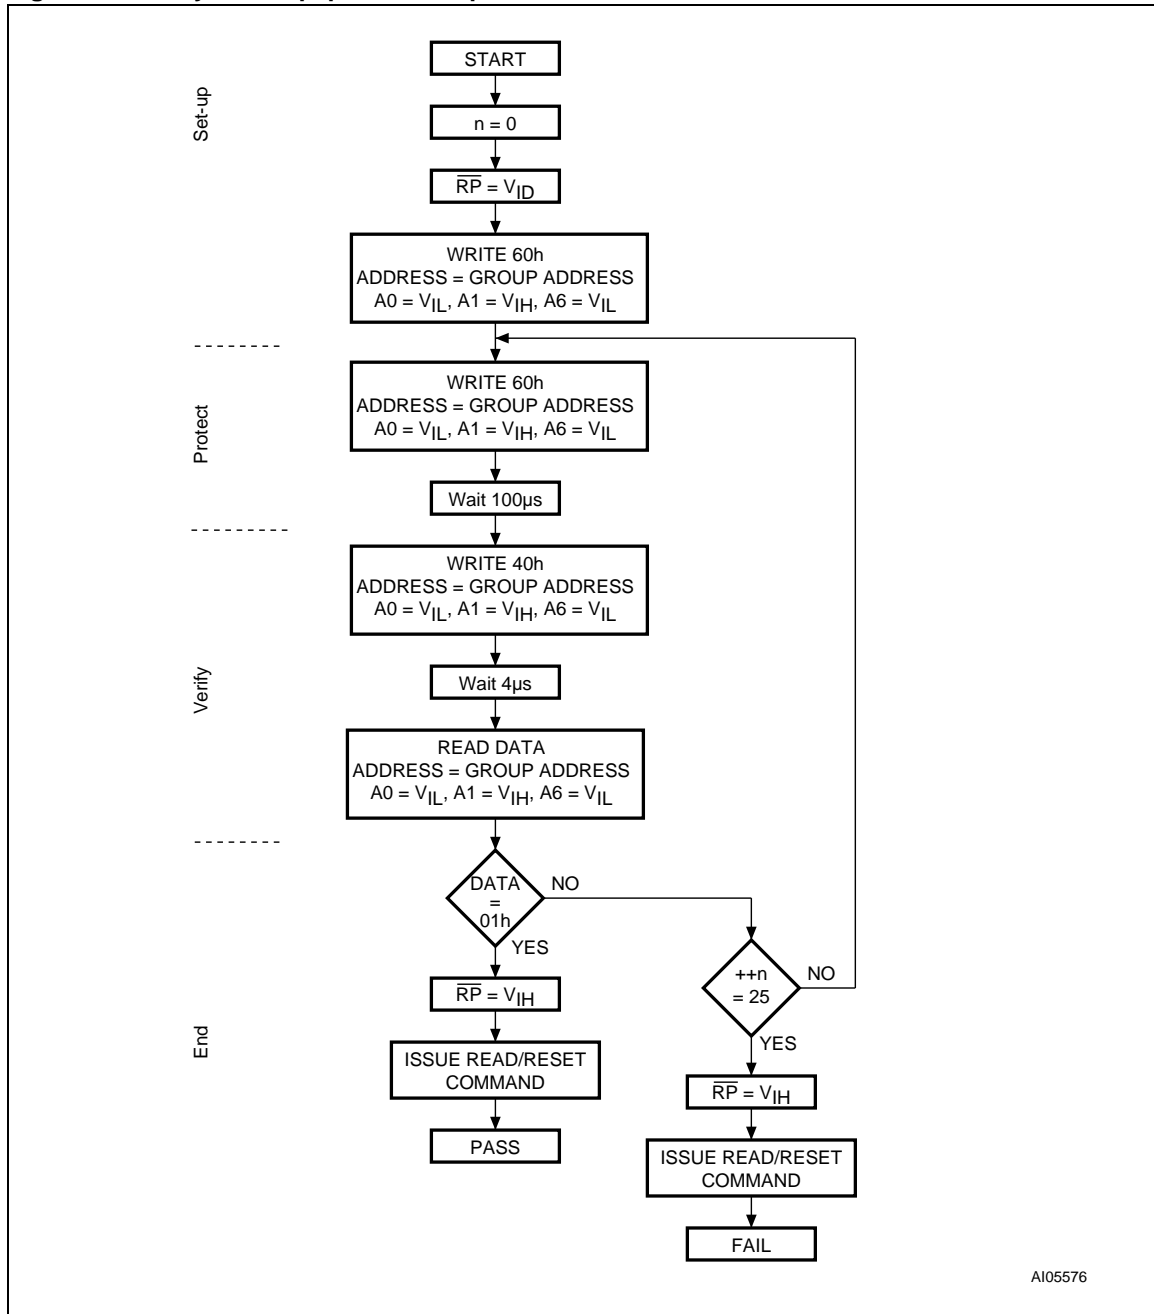 Set-up
START
n = 0
RP = VID
WRITE 60h
ADDRESS = GROUP ADDRESS
A0 = VIL, A1 = VIH, A6 = VIL
Protect
WRITE 60h
ADDRESS = GROUP ADDRESS
A0 = VIL, A1 = VIH, A6 = VIL
Wait 100µs
Verify
WRITE 40h
ADDRESS = GROUP ADDRESS
A0 = VIL, A1 = VIH, A6 = VIL
Wait 4µs
READ DATA
ADDRESS = GROUP ADDRESS
A0 = VIL, A1 = VIH, A6 = VIL
End
DATA
=
01h
NO
YES
++n
= 25
NO
YES
RP = VIH
ISSUE READ/RESET
COMMAND
PASS
RP = VIH
ISSUE READ/RESET
COMMAND
FAIL
AI05576